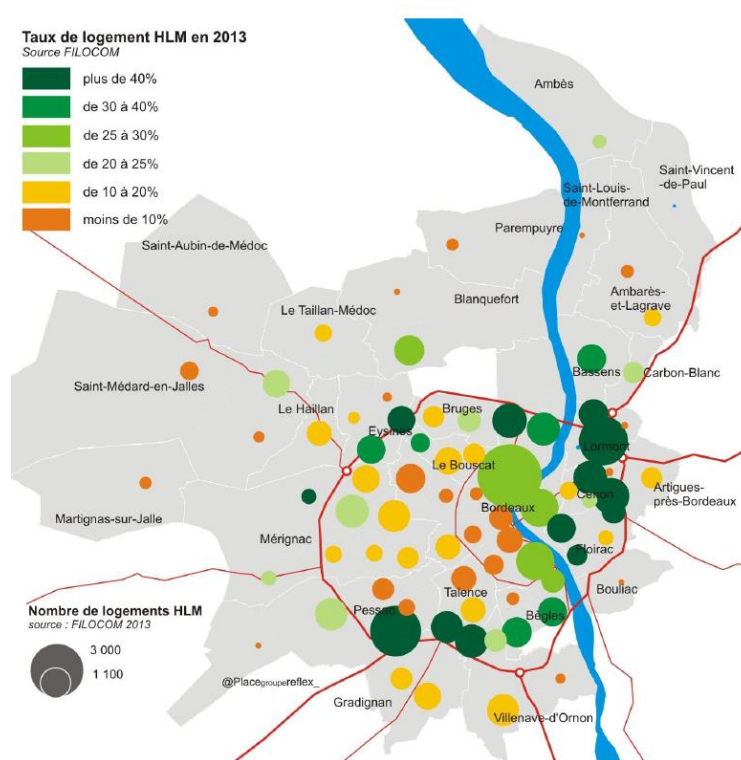 Taux de logement HLM en 2013
Source FILOCOM
plus de 40%
de 30 à 40%
de 25 à 30%
de 20 à 25%
de 10 à 20%
moins de 10%
Ambès
Saint-Vincent
-de-Paul
Saint-Louis
de-Montferrand
Parempuyre
Saint-Aubin-de-Médoc
Blanquefort
Ambarès-
et-Lagrave
Le Taillan-Médoc
Bassens
Carbon-Blanc
Saint-Médard-en-Jalles
Le Haillan
Bruges
Eysines
Lormont
Le Bouscat
Artigues-
près-Bordeaux
Cenon
Bordeaux
Martignas-sur-Jalle
Mérignac
Floirac
Bouliac
Talence
Pessac
Bègles
Nombre de logements HLM
source : FILOCOM 2013
3 000
1 100
@Placegroupereflex_
Gradignan
Villenave-d'Ornon